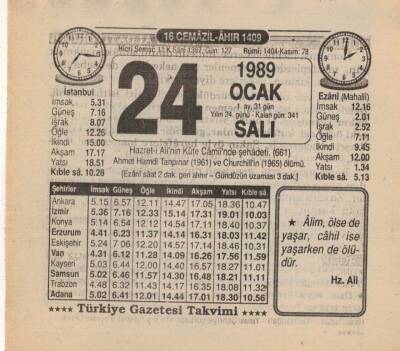 16 CEMÂZİL-ÂHIR 1409
Hicrî Şemsî: 11 K. Sâni 1367, Gün: 127 Rûmî: 1404-Kasım: 78
İstanbul
İmsak 5.31
Güneş 7.16
İsrak 8.07
Öğle 12.26
İkindi 15.00
Akşam 17.17
Yatsı 18.51
Kıble sâ. 10.28
24
1989
OCAK
1. ay, 31 gün
Yılın 24. günü - Kalan gün: 341
SALI
Ezânî (Mahallî)
İmsak 12.16
Güneş 2.01
İsrak 2.52
Öğle 7.11
İkindi 9.45
Akşam 12.00
Yatsı 1.34
Kıble sâ. 5.13
Hazret-i Ali'nin Kûfe Câmii'nde şehâdeti. (661)
Ahmet Hamdi Tanpınar (1961) ve Churchill'in (1965) ölümü.
[Ezânî sâat 2 dak. geri alınır – Gündüzün uzaması 3 dak.]
Şehirler İmsak Güneş Öğle İkindi Akşam Yatsı Kıble sâ.
Ankara 5.15 6.57 12.11 14.47 17.05 18.36 10.47
İzmir 5.36 7.16 12.33 15.14 17.31 19.01 10.03
Konya 5.14 6.54 12.12 14.54 17.11 18.40 10.37
Erzurum 4.41 6.23 11.37 14.14 16.31 18.03 11.42
Eskişehir 5.24 7.06 12.20 14.57 17.14 18.46 10.31
Van 4.31 6.12 11.28 14.09 16.26 17.56 11.59
Kayseri 5.03 6.44 12.00 14.40 16.57 18.27 11.01
Samsun 5.02 6.46 11.57 14.30 16.48 18.21 11.11
Trabzon 4.48 6.32 11.43 14.17 16.35 18.08 11.32
Adana 5.02 6.41 12.01 14.44 17.01 18.30 10.56
★ Âlim, ölse de
yaşar, câhil ise
yaşarken de ölü-
dür.
Hz. Ali
★★★★ Türkiye Gazetesi Takvimi ★★★★